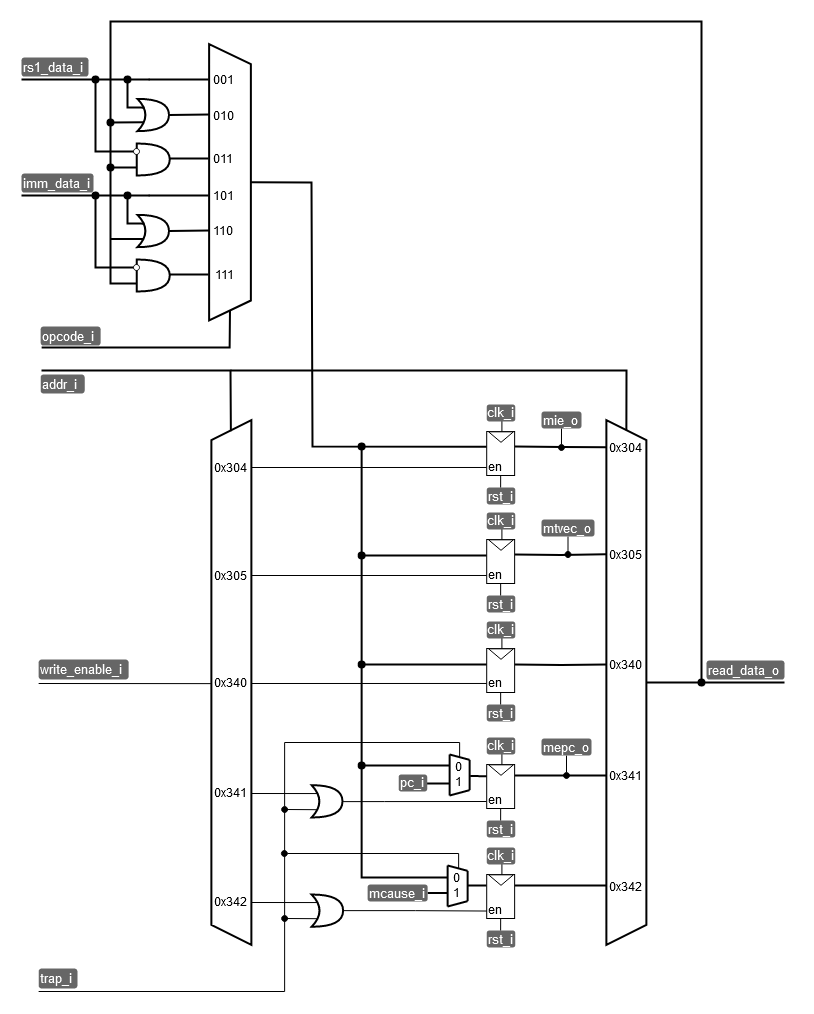 rs1_data_i
001
010
011
imm_data_i
101
110
111
opcode_i
addr_i
clk_i
mie_o
0x304
en
0x304
rst_i
clk_i
mtvec_o
0x305
0x305
en
rst_i
clk_i
write_enable_i
0x340
en
0x340
read_data_o
rst_i
clk_i
mepc_o
0
pc_i
1
0x341
en
0x341
rst_i
clk_i
0
mcause_i
1
0x342
en
0x342
rst_i
trap_i